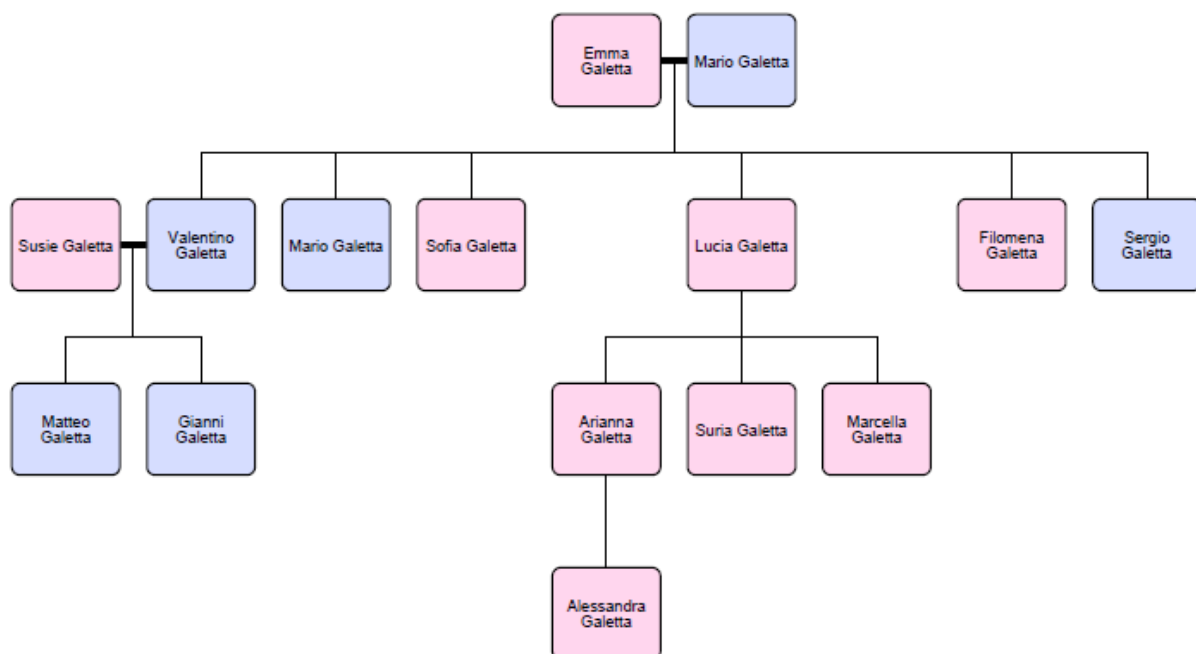 Emma
Galetta
Mario Galetta
Susie Galetta
Valentino
Galetta
Mario Galetta
Sofia Galetta
Lucia Galetta
Filomena
Galetta
Sergio
Galetta
Matteo
Galetta
Gianni
Galetta
Arianna
Galetta
Suria Galetta
Marcella
Galetta
Alessandra
Galetta